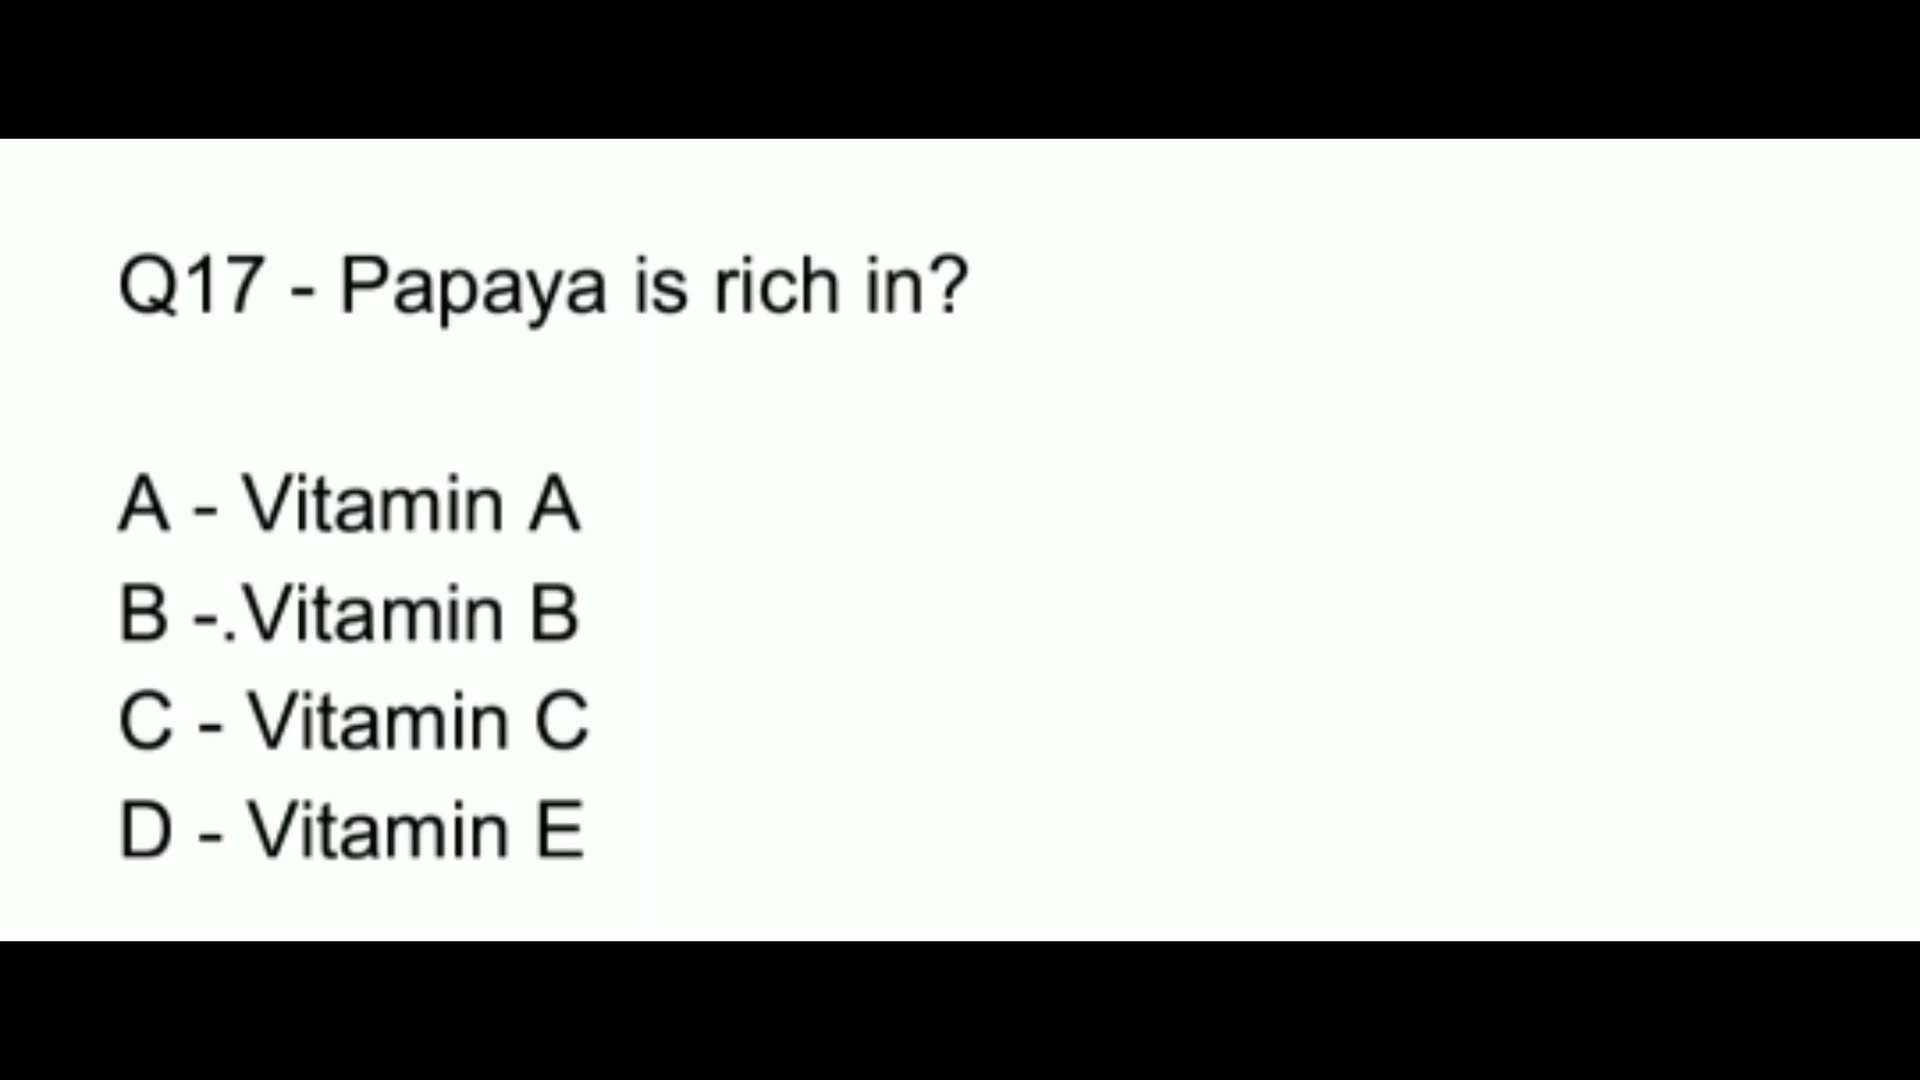 Q17 - Papaya is rich in?
A - Vitamin A
B -.Vitamin B
C - Vitamin C
D - Vitamin E